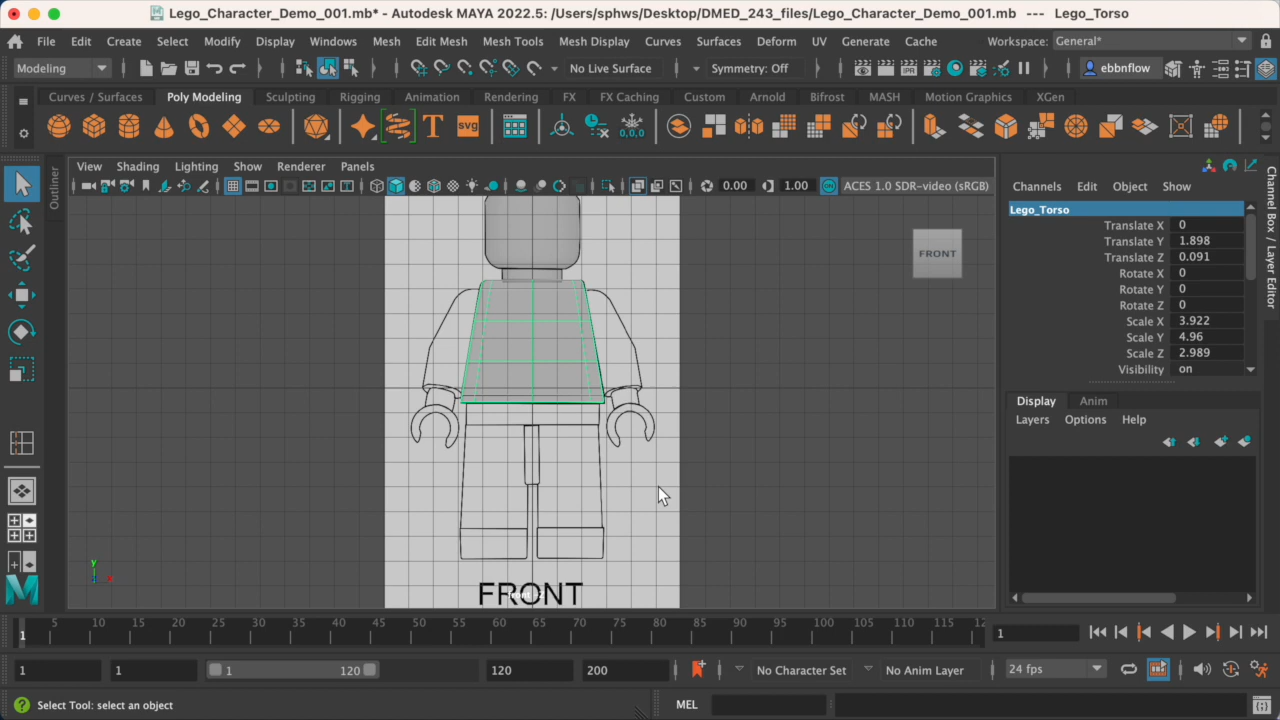 Lego_Character_Demo_001.mb* - Autodesk MAYA 2022.5: /Users/sphws/Desktop/DMED_243_files/Lego_Character_Demo_001.mb --- Lego_Torso
File Edit Create Select Modify Display Windows Mesh Edit Mesh Mesh Tools Mesh Display Curves Surfaces Deform UV Generate Cache Workspace: General*
Modeling No Live Surface Symmetry: Off ebbnflow
Curves / Surfaces Poly Modeling Sculpting Rigging Animation Rendering FX FX Caching Custom Arnold Bifrost MASH Motion Graphics XGen
T svg 0,0,0
IPR
View Shading Lighting Show Renderer Panels
0.00 1.00 ON ACES 1.0 SDR-video (sRGB)
Outliner
FRONT
FRONT
front -Z
y
x
Channels Edit Object Show
Lego_Torso
Translate X 0
Translate Y 1.898
Translate Z 0.091
Rotate X 0
Rotate Y 0
Rotate Z 0
Scale X 3.922
Scale Y 4.96
Scale Z 2.989
Visibility on
Channel Box / Layer Editor
Display Anim
Layers Options Help
1 5 10 15 20 25 30 35 40 45 50 55 60 65 70 75 80 85 90 95 100 105 110 115 12
1
1 1 1 120 120 200 No Character Set No Anim Layer 24 fps
? Select Tool: select an object MEL